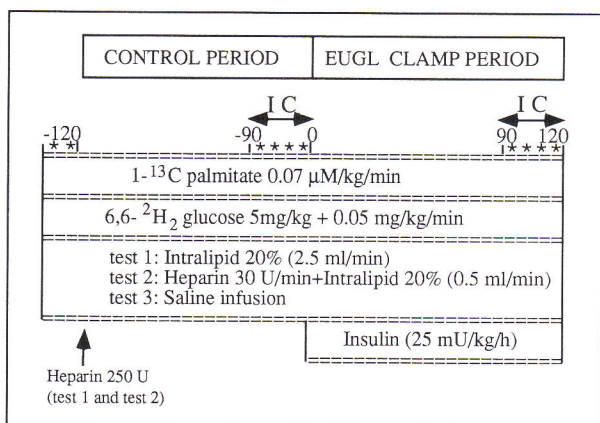 CONTROL PERIOD EUGL CLAMP PERIOD
I C I C
-120 -90 0 90 120
* * * * * * * * * *
1-¹³C palmitate 0.07 µM/kg/min
6,6-²H₂ glucose 5mg/kg + 0.05 mg/kg/min
test 1: Intralipid 20% (2.5 ml/min)
test 2: Heparin 30 U/min+Intralipid 20% (0.5 ml/min)
test 3: Saline infusion
Insulin (25 mU/kg/h)
Heparin 250 U
(test 1 and test 2)